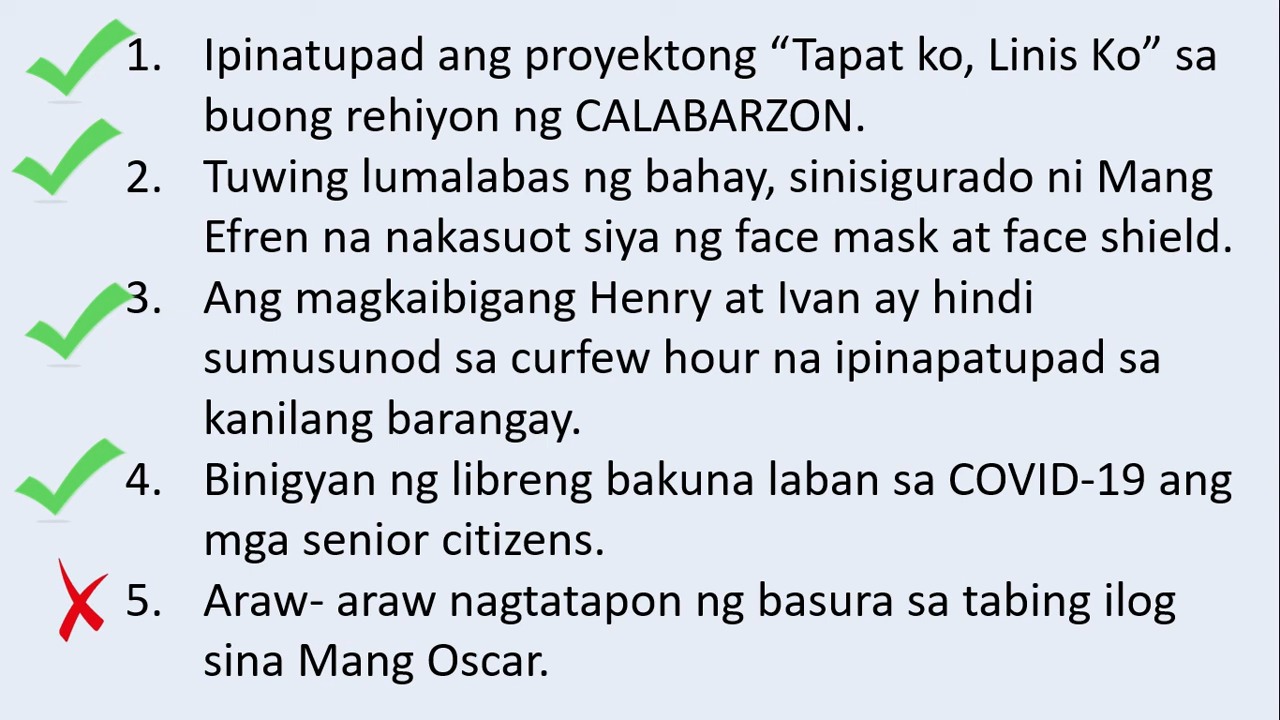 1. Ipinatupad ang proyektong “Tapat ko, Linis Ko” sa
buong rehiyon ng CALABARZON.
2. Tuwing lumalabas ng bahay, sinisigurado ni Mang
Efren na nakasuot siya ng face mask at face shield.
3. Ang magkaibigang Henry at Ivan ay hindi
sumusunod sa curfew hour na ipinapatupad sa
kanilang barangay.
4. Binigyan ng libreng bakuna laban sa COVID-19 ang
mga senior citizens.
5. Araw- araw nagtatapon ng basura sa tabing ilog
sina Mang Oscar.